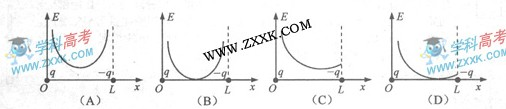 E E E E
学科高考 WWW.ZXXK.COM 学科高考
q -q q -q q -q q -q
O L x O L x O L x O L x
(A) (B) (C) (D)